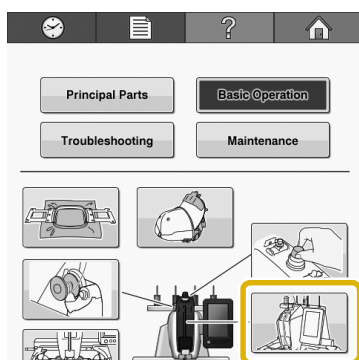 ?
Principal Parts
Basic Operation
Troubleshooting
Maintenance